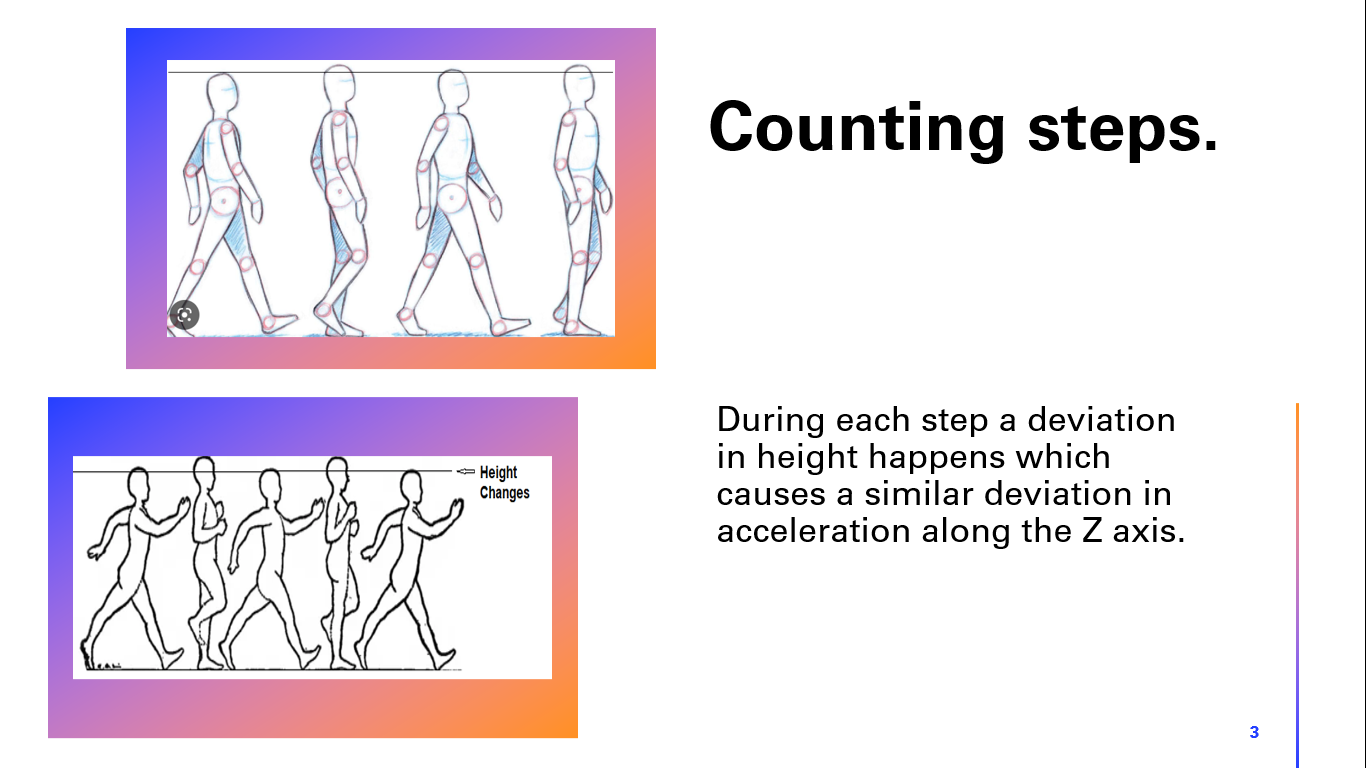 Counting steps.
Height
Changes
During each step a deviation
in height happens which
causes a similar deviation in
acceleration along the Z axis.
3